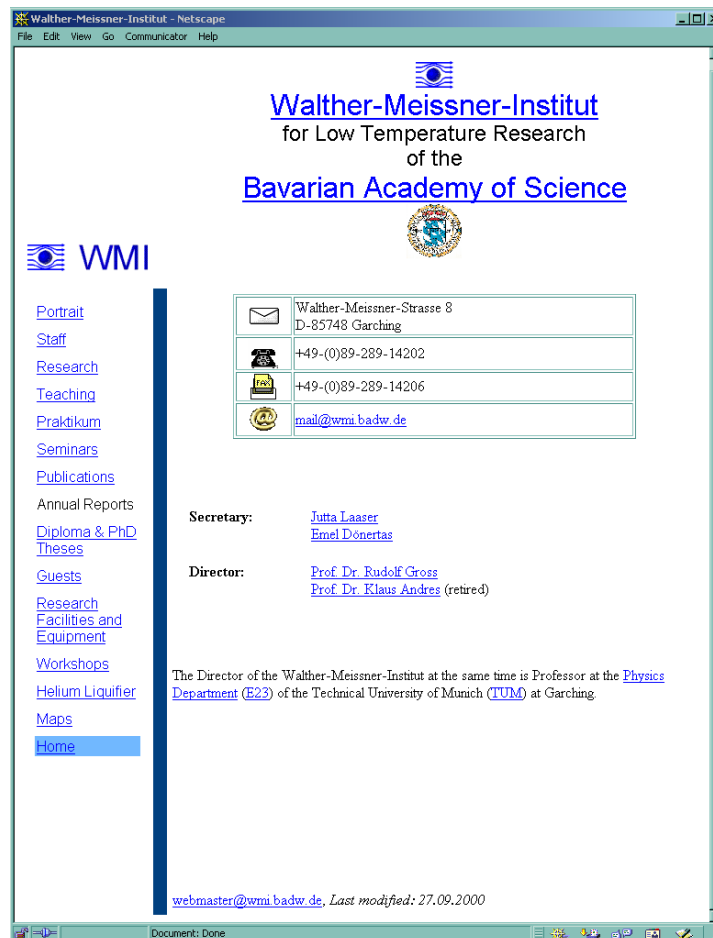 Walther-Meissner-Institut - Netscape
File Edit View Go Communicator Help
Walther-Meissner-Institut
for Low Temperature Research
of the
Bavarian Academy of Science
WMI
Portrait
Staff
Research
Teaching
Praktikum
Seminars
Publications
Annual Reports
Diploma & PhD
Theses
Guests
Research
Facilities and
Equipment
Workshops
Helium Liquifier
Maps
Home
Walther-Meissner-Strasse 8
D-85748 Garching
+49-(0)89-289-14202
FAX
+49-(0)89-289-14206
@
mail@wmi.badw.de
Secretary: Jutta Laaser
Emel Dönertas
Director: Prof. Dr. Rudolf Gross
Prof. Dr. Klaus Andres (retired)
The Director of the Walther-Meissner-Institut at the same time is Professor at the Physics
Department (E23) of the Technical University of Munich (TUM) at Garching.
webmaster@wmi.badw.de, Last modified: 27.09.2000
Document: Done